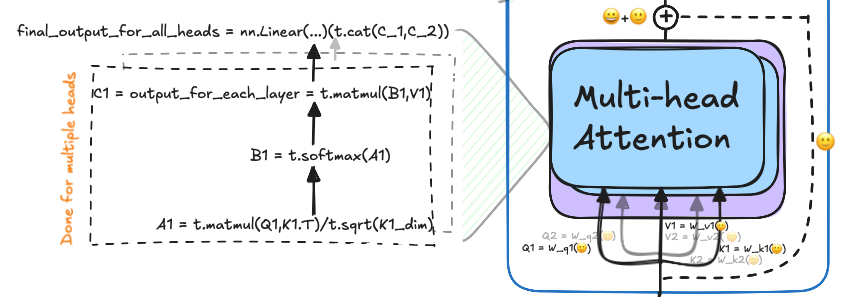 final_output_for_all_heads = nn.Linear(...)(t.cat(C_1,C_2))
Done for multiple heads
C1 = output_for_each_layer = t.matmul(B1,V1)
B1 = t.softmax(A1)
A1 = t.matmul(Q1,K1.T)/t.sqrt(K1_dim)
😀+🙂
Multi-head
Attention
🙂
V1 = W_v1(🙂)
Q2 = W_q2(🙂)
V2 = W_v2(🙂)
Q1 = W_q1(🙂)
K1 = W_k1(🙂)
K2 = W_k2(🙂)